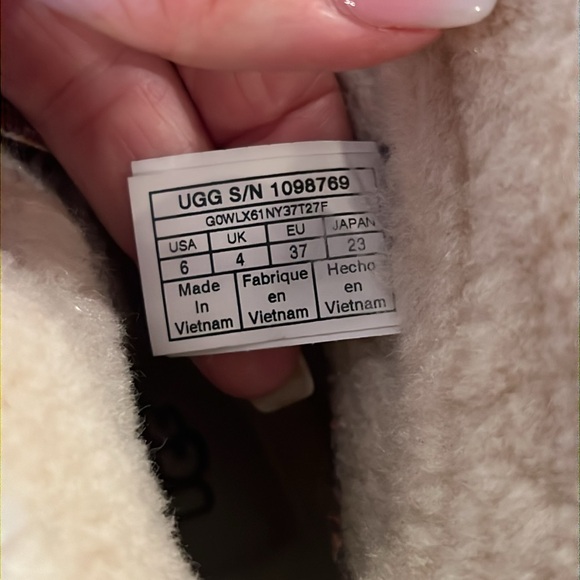 UGG S/N 1098769
G0WLX61NY37T27F
USA UK EU JAPAN
6 4 37 23
Made In Vietnam
Fabrique en Vietnam
Hecho en Vietnam
UGG